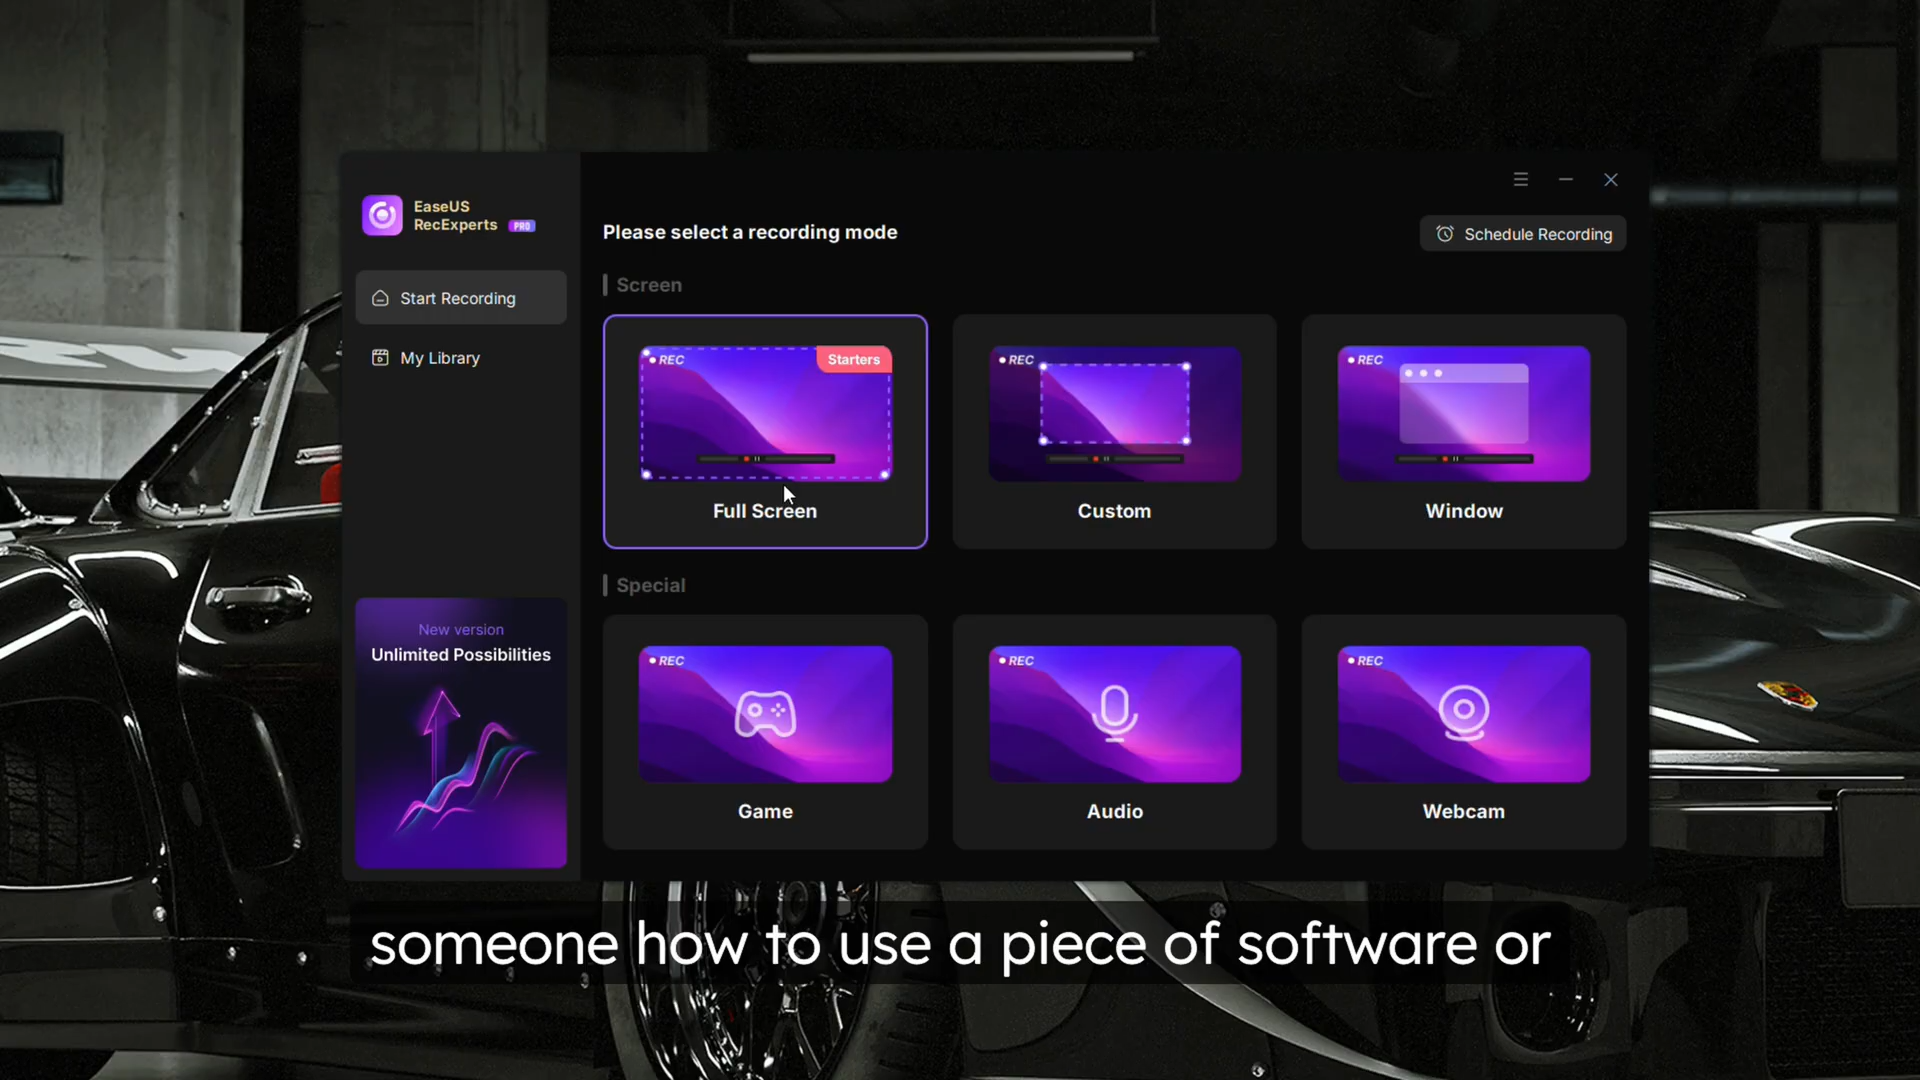 EaseUS
RecExperts PRO
Start Recording
My Library
New version
Unlimited Possibilities
Please select a recording mode
Schedule Recording
Screen
REC
Starters
Full Screen
REC
Custom
REC
Window
Special
REC
Game
REC
Audio
REC
Webcam
someone how to use a piece of software or